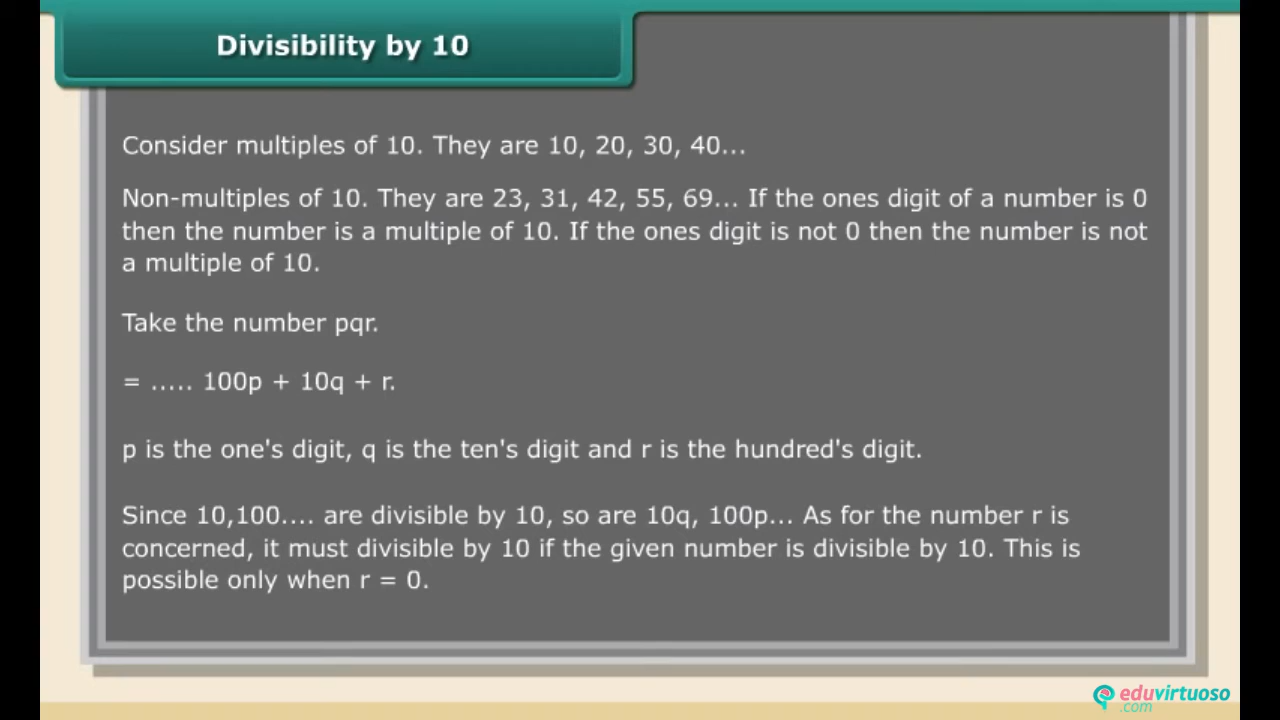 Divisibility by 10
Consider multiples of 10. They are 10, 20, 30, 40...
Non-multiples of 10. They are 23, 31, 42, 55, 69... If the ones digit of a number is 0
then the number is a multiple of 10. If the ones digit is not 0 then the number is not
a multiple of 10.
Take the number pqr.
= ..... 100p + 10q + r.
p is the one's digit, q is the ten's digit and r is the hundred's digit.
Since 10,100.... are divisible by 10, so are 10q, 100p... As for the number r is
concerned, it must divisible by 10 if the given number is divisible by 10. This is
possible only when r = 0.
eduvirtuoso
.com